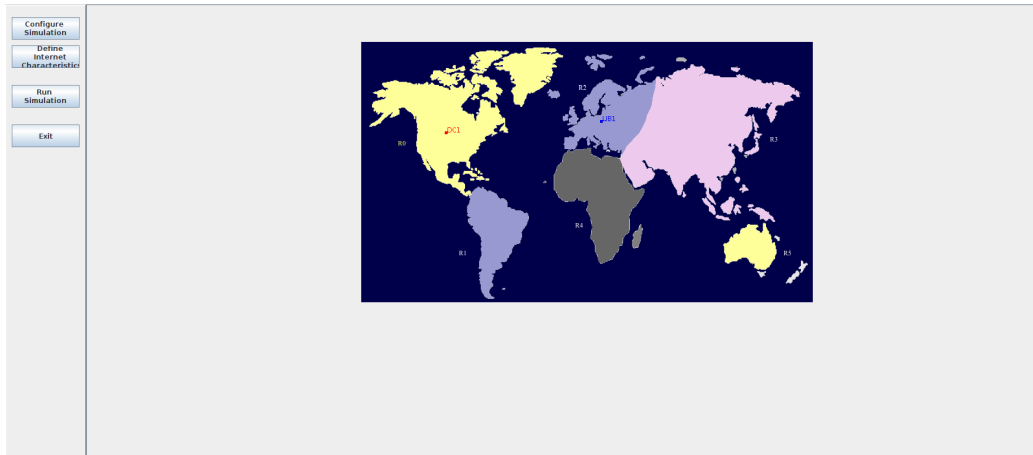 Configure
Simulation
Define
Internet
Characteristics
Run
Simulation
Exit
R2
DC1
UB1
R0
R3
R4
R1
R5